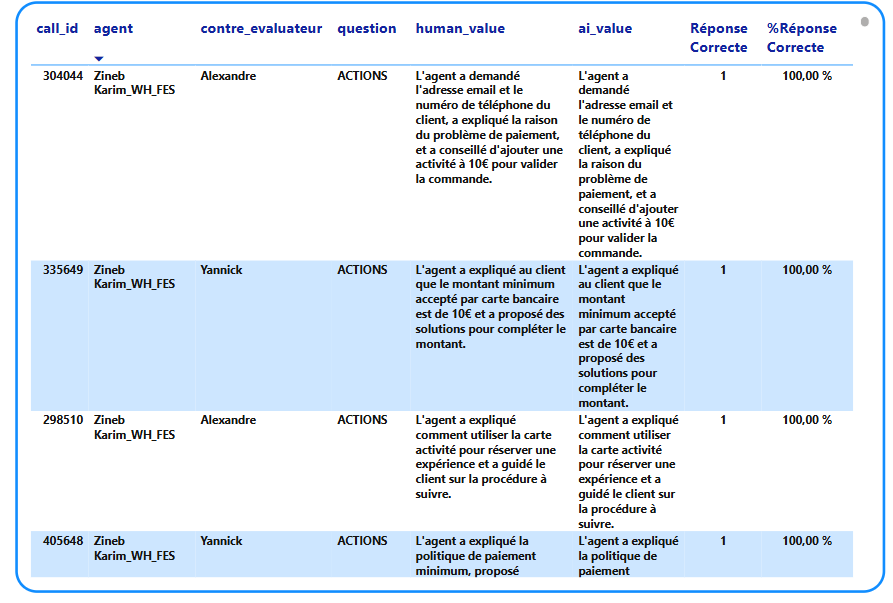 call_id agent contre_evaluateur question human_value ai_value Réponse Correcte %Réponse Correcte
304044
Zineb
Karim_WH_FES
Alexandre
ACTIONS
L'agent a demandé
l'adresse email et le
numéro de téléphone du
client, a expliqué la raison
du problème de paiement,
et a conseillé d'ajouter une
activité à 10€ pour valider
la commande.
L'agent a
demandé
l'adresse email et
le numéro de
téléphone du
client, a expliqué
la raison du
problème de
paiement, et a
conseillé d'ajouter
une activité à 10€
pour valider la
commande.
1
100,00 %
335649
Zineb
Karim_WH_FES
Yannick
ACTIONS
L'agent a expliqué au client
que le montant minimum
accepté par carte bancaire
est de 10€ et a proposé des
solutions pour compléter le
montant.
L'agent a expliqué
au client que le
montant
minimum accepté
par carte bancaire
est de 10€ et a
proposé des
solutions pour
compléter le
montant.
1
100,00 %
298510
Zineb
Karim_WH_FES
Alexandre
ACTIONS
L'agent a expliqué
comment utiliser la carte
activité pour réserver une
expérience et a guidé le
client sur la procédure à
suivre.
L'agent a expliqué
comment utiliser
la carte activité
pour réserver une
expérience et a
guidé le client sur
la procédure à
suivre.
1
100,00 %
405648
Zineb
Karim_WH_FES
Yannick
ACTIONS
L'agent a expliqué la
politique de paiement
minimum, proposé
L'agent a expliqué
la politique de
paiement
1
100,00 %